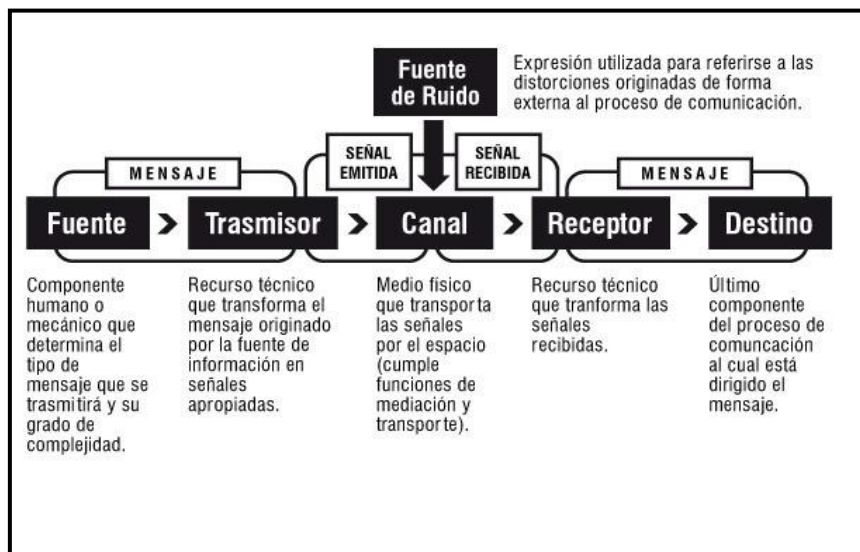 Fuente
de Ruido
Expresión utilizada para referirse a las
distorciones originadas de forma
externa al proceso de comunicación.
MENSAJE
SEÑAL
EMITIDA
SEÑAL
RECIBIDA
MENSAJE
Fuente
Trasmisor
Canal
Receptor
Destino
Componente
humano o
mecánico que
determina el
tipo de
mensaje que se
trasmitirá y su
grado de
complejidad.
Recurso técnico
que transforma el
mensaje originado
por la fuente de
información en
señales
apropiadas.
Medio físico
que transporta
las señales
por el espacio
(cumple
funciones de
mediación y
transporte).
Recurso técnico
que tranforma las
señales
recibidas.
Último
componente
del proceso de
comuncación
al cual está
dirigido el
mensaje.